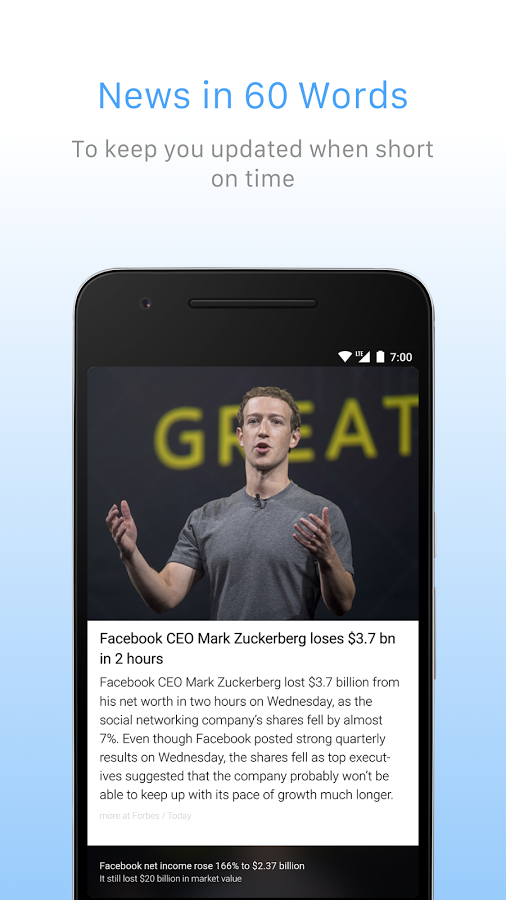 News in 60 Words
To keep you updated when short
on time
LTE
7:00
GREAT
Facebook CEO Mark Zuckerberg loses $3.7 bn
in 2 hours
Facebook CEO Mark Zuckerberg lost $3.7 billion from
his net worth in two hours on Wednesday, as the
social networking company's shares fell by almost
7%. Even though Facebook posted strong quarterly
results on Wednesday, the shares fell as top execut-
ives suggested that the company probably won't be
able to keep up with its pace of growth much longer.
more at Forbes / Today
Facebook net income rose 166% to $2.37 billion
It still lost $20 billion in market value